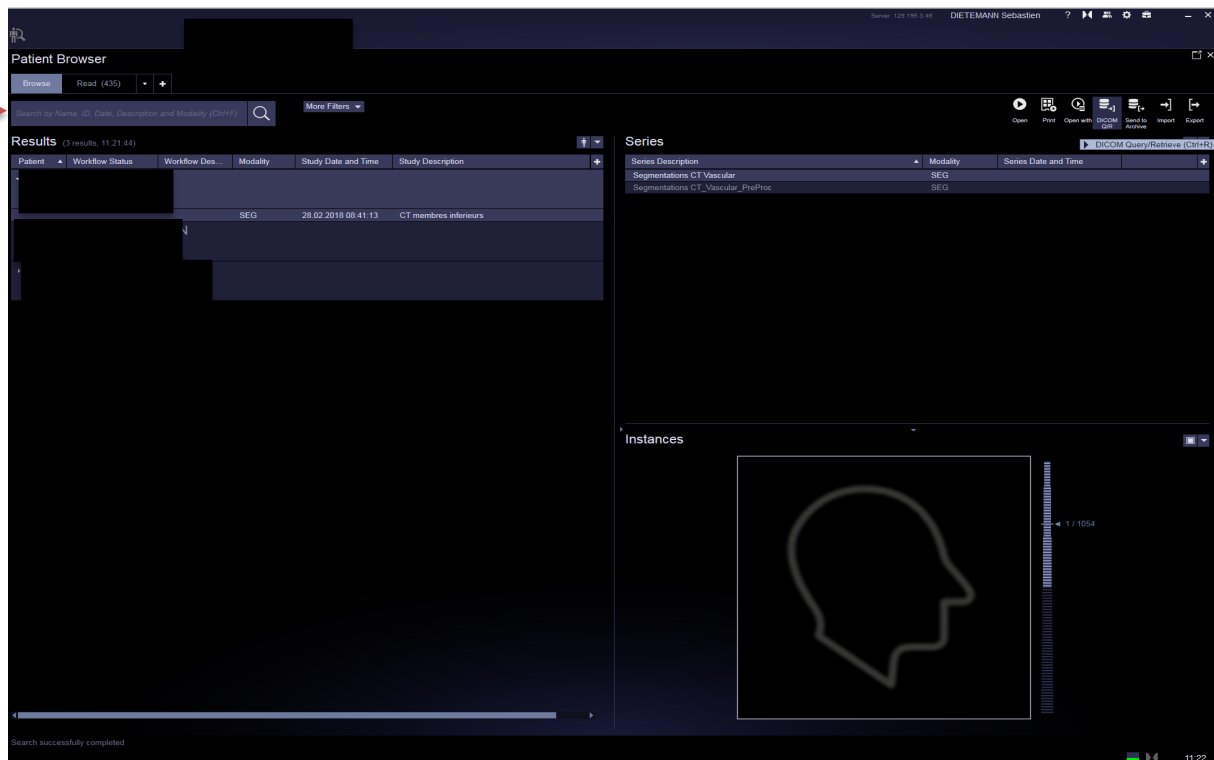 Server: 129.195.3.46 DIETEMANN Sebastien ?
Patient Browser
Browse Read (435)
Search by Name, ID, Date, Description and Modality (Ctrl+F) More Filters
Open Print Open with DICOM Q/R Send to Archive Import Export
Results (3 results, 11:21:44)
Series
DICOM Query/Retrieve (Ctrl+R)
Patient Workflow Status Workflow Des... Modality Study Date and Time Study Description
Series Description Modality Series Date and Time
Segmentations CT Vascular SEG
Segmentations CT_Vascular_PreProc SEG
SEG 28.02.2018 08:41:13 CT membres inferieurs
N
Instances
1 / 1054
Search successfully completed
11:22